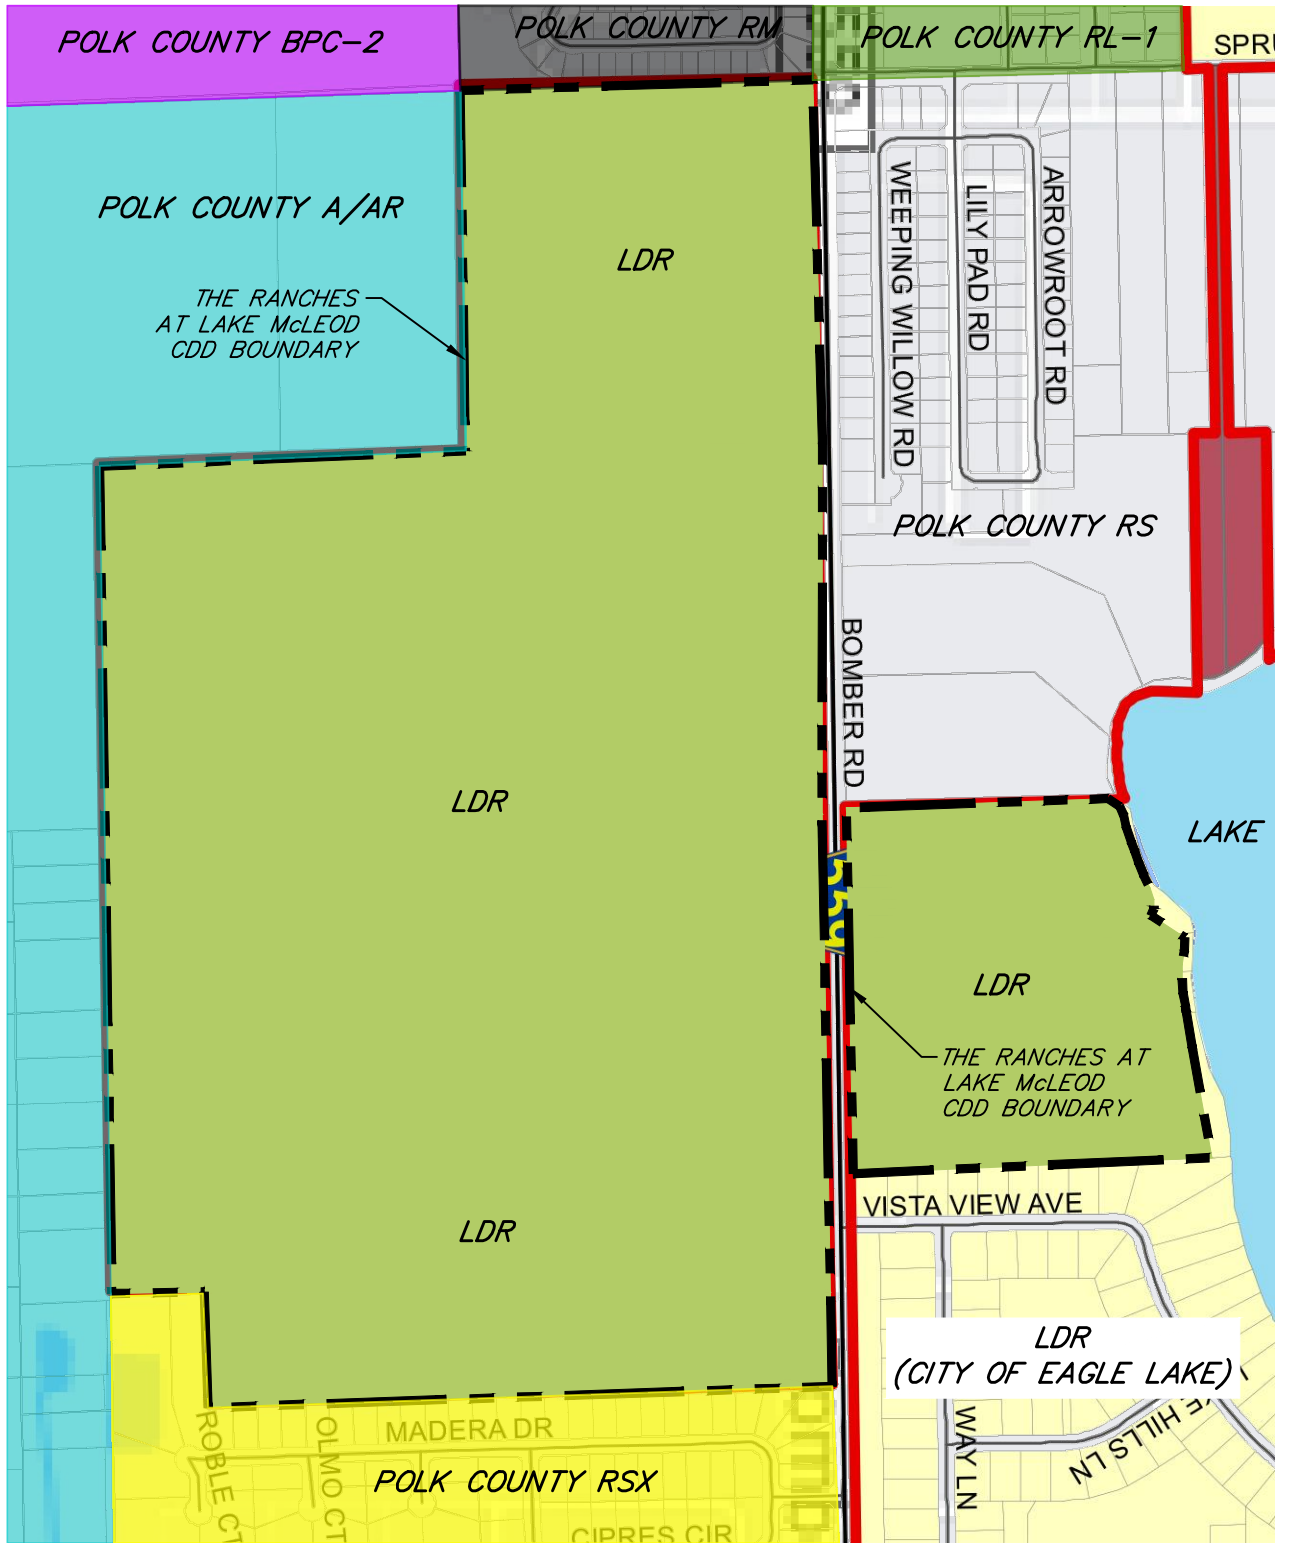 POLK COUNTY BPC-2
POLK COUNTY RM
POLK COUNTY RL-1
POLK COUNTY A/AR
THE RANCHES
AT LAKE McLEOD
CDD BOUNDARY
LDR
WEEPING WILLOW RD
LILY PAD RD
ARROWROOT RD
POLK COUNTY RS
BOMBER RD
LDR
LAKE
559
LDR
THE RANCHES AT
LAKE McLEOD
CDD BOUNDARY
LDR
VISTA VIEW AVE
LDR
(CITY OF EAGLE LAKE)
WAY LN
HILLS LN
MADERA DR
ROBLE CT
OLMO CT
POLK COUNTY RSX
CIPRES CIR